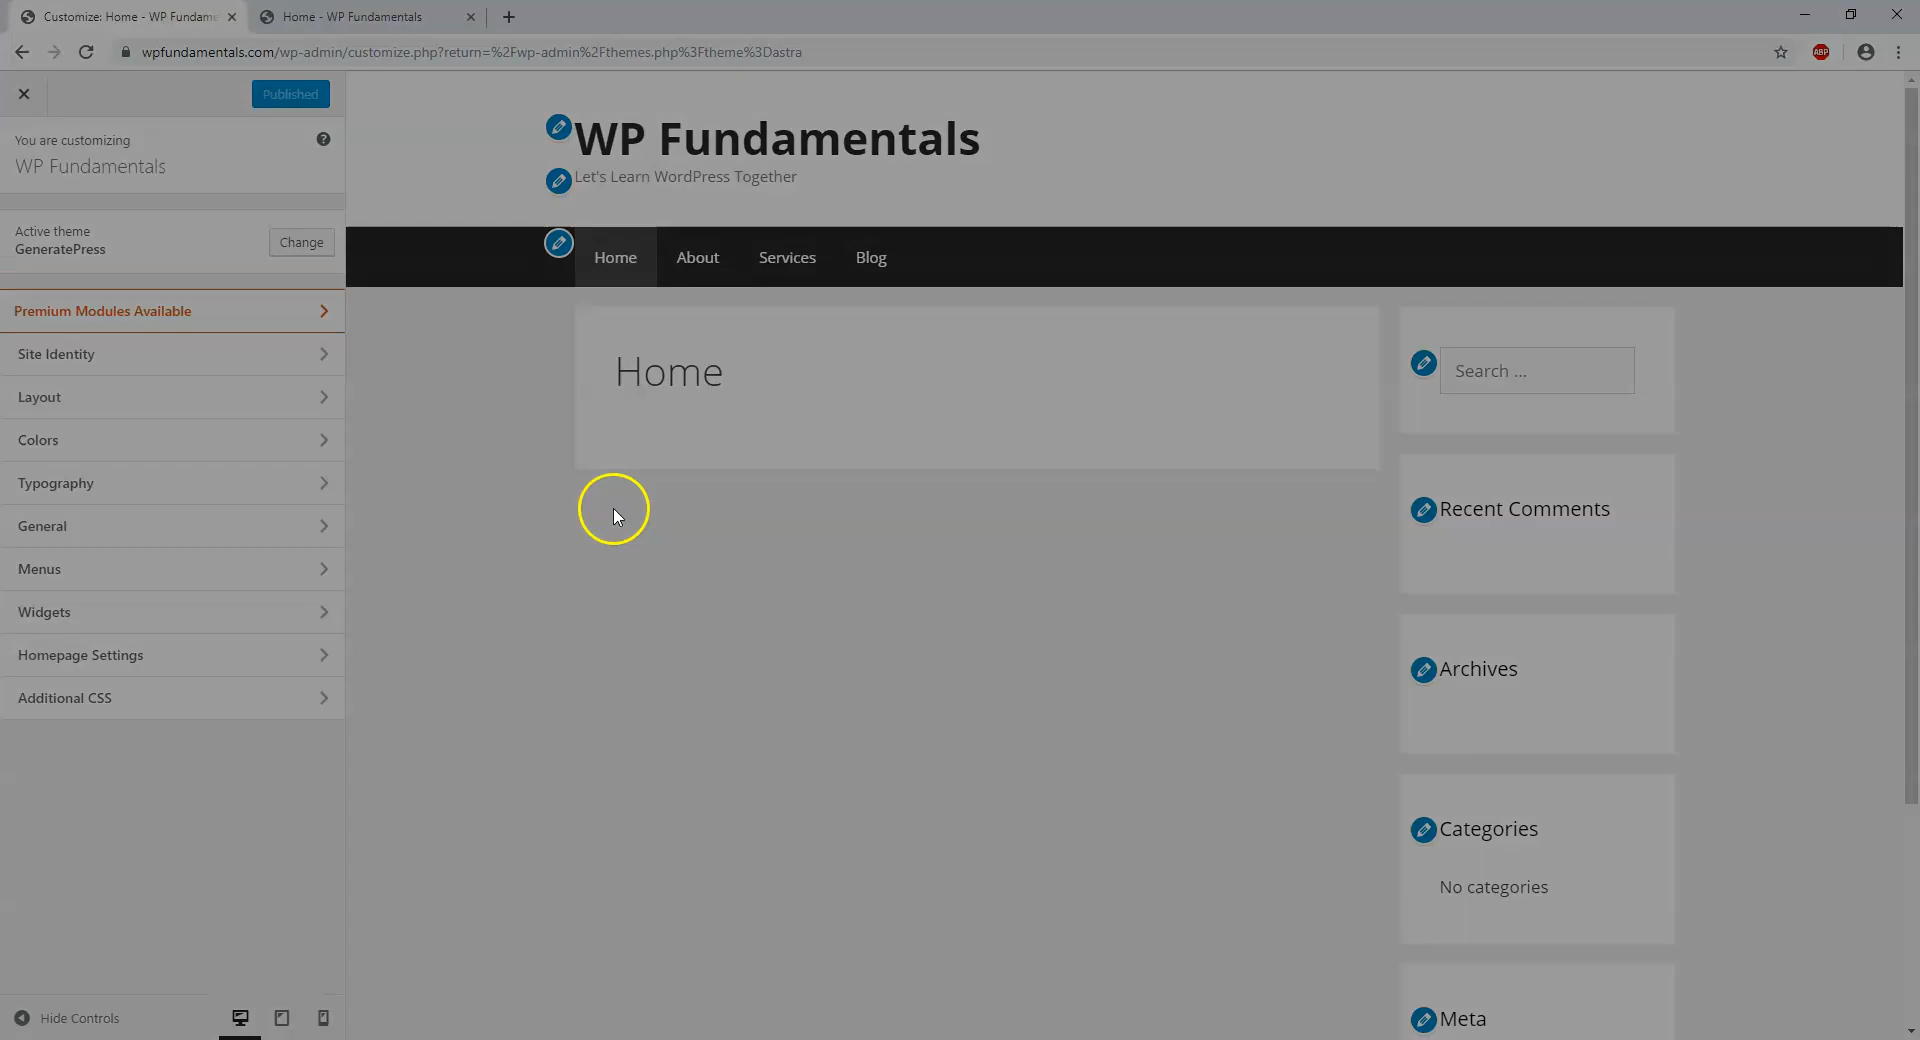 Customize: Home - WP Fundame
Home - WP Fundamentals
wpfundamentals.com/wp-admin/customize.php?return=%2Fwp-admin%2Fthemes.php%3Ftheme%3Dastra
ABP
Published
You are customizing
WP Fundamentals
Active theme
GeneratePress
Change
Premium Modules Available
Site Identity
Layout
Colors
Typography
General
Menus
Widgets
Homepage Settings
Additional CSS
Hide Controls
WP Fundamentals
Let's Learn WordPress Together
Home
About
Services
Blog
Home
Search ...
Recent Comments
Archives
Categories
No categories
Meta